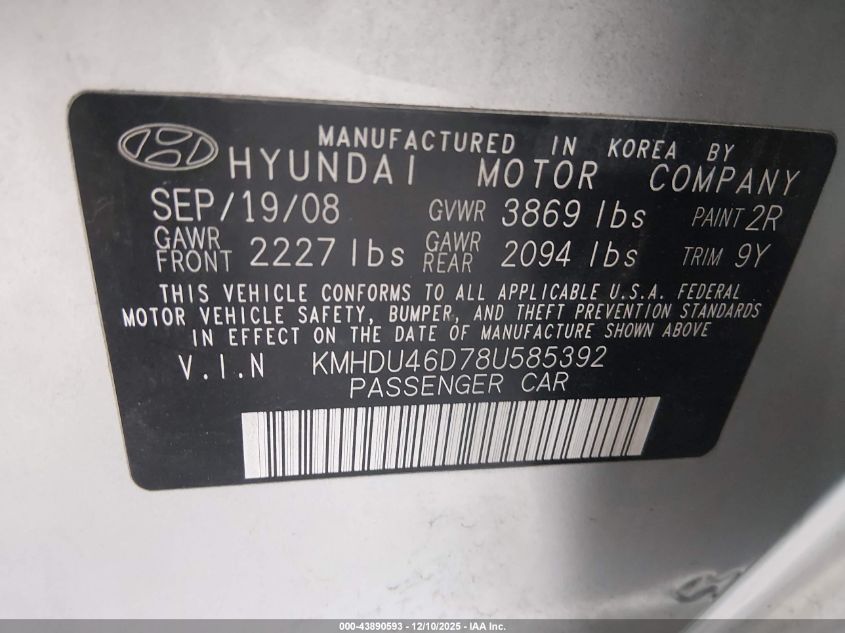 MANUFACTURED IN KOREA BY
HYUNDAI MOTOR COMPANY
SEP/19/08 GVWR 3869 lbs PAINT 2R
GAWR FRONT 2227 lbs GAWR REAR 2094 lbs TRIM 9Y
THIS VEHICLE CONFORMS TO ALL APPLICABLE U.S.A. FEDERAL
MOTOR VEHICLE SAFETY, BUMPER, AND THEFT PREVENTION STANDARDS
IN EFFECT ON THE DATE OF MANUFACTURE SHOWN ABOVE
V.I.N KMHDU46D78U585392
PASSENGER CAR
000-43890593 - 12/10/2025 - IAA Inc.